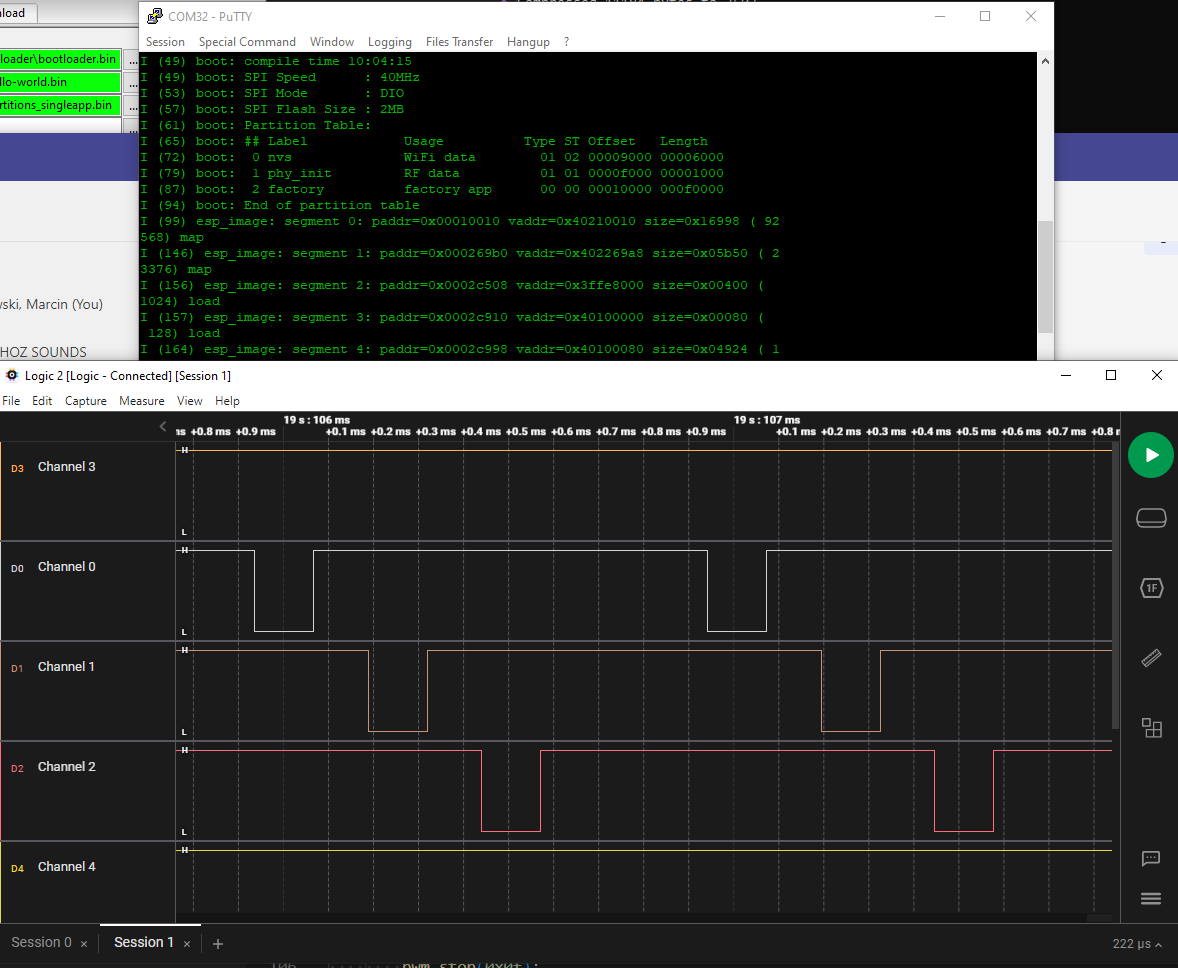 nload
COM32 - PuTTY
Session Special Command Window Logging Files Transfer Hangup ?
loader\bootloader.bin ...
llo-world.bin ...
rtitions_singleapp.bin ...
I (49) boot: compile time 10:04:15
I (49) boot: SPI Speed      : 40MHz
I (53) boot: SPI Mode       : DIO
I (57) boot: SPI Flash Size : 2MB
I (61) boot: Partition Table:
I (65) boot: ## Label            Usage          Type ST Offset   Length
I (72) boot:  0 nvs              WiFi data        01 02 00009000 00006000
I (79) boot:  1 phy_init         RF data          01 01 0000f000 00001000
I (87) boot:  2 factory          factory app      00 00 00010000 000f0000
I (94) boot: End of partition table
I (99) esp_image: segment 0: paddr=0x00010010 vaddr=0x40210010 size=0x16998 ( 92
568) map
I (146) esp_image: segment 1: paddr=0x000269b0 vaddr=0x402269a8 size=0x05b50 ( 2
3376) map
I (156) esp_image: segment 2: paddr=0x0002c508 vaddr=0x3ffe8000 size=0x00400 (
1024) load
I (157) esp_image: segment 3: paddr=0x0002c910 vaddr=0x40100000 size=0x00080 (
 128) load
I (164) esp_image: segment 4: paddr=0x0002c998 vaddr=0x40100080 size=0x04924 ( 1
wski, Marcin (You)
HOZ SOUNDS
Logic 2 [Logic - Connected] [Session 1]
File Edit Capture Measure View Help
19 s : 106 ms 19 s : 107 ms
ms +0.8 ms +0.9 ms +0.1 ms +0.2 ms +0.3 ms +0.4 ms +0.5 ms +0.6 ms +0.7 ms +0.8 ms +0.9 ms +0.1 ms +0.2 ms +0.3 ms +0.4 ms +0.5 ms +0.6 ms +0.7 ms +0.8 m
H
D3 Channel 3
L
H
D0 Channel 0
L
H
D1 Channel 1
L
H
D2 Channel 2
L
H
D4 Channel 4
1F
Session 0 × Session 1 × +
222 µs